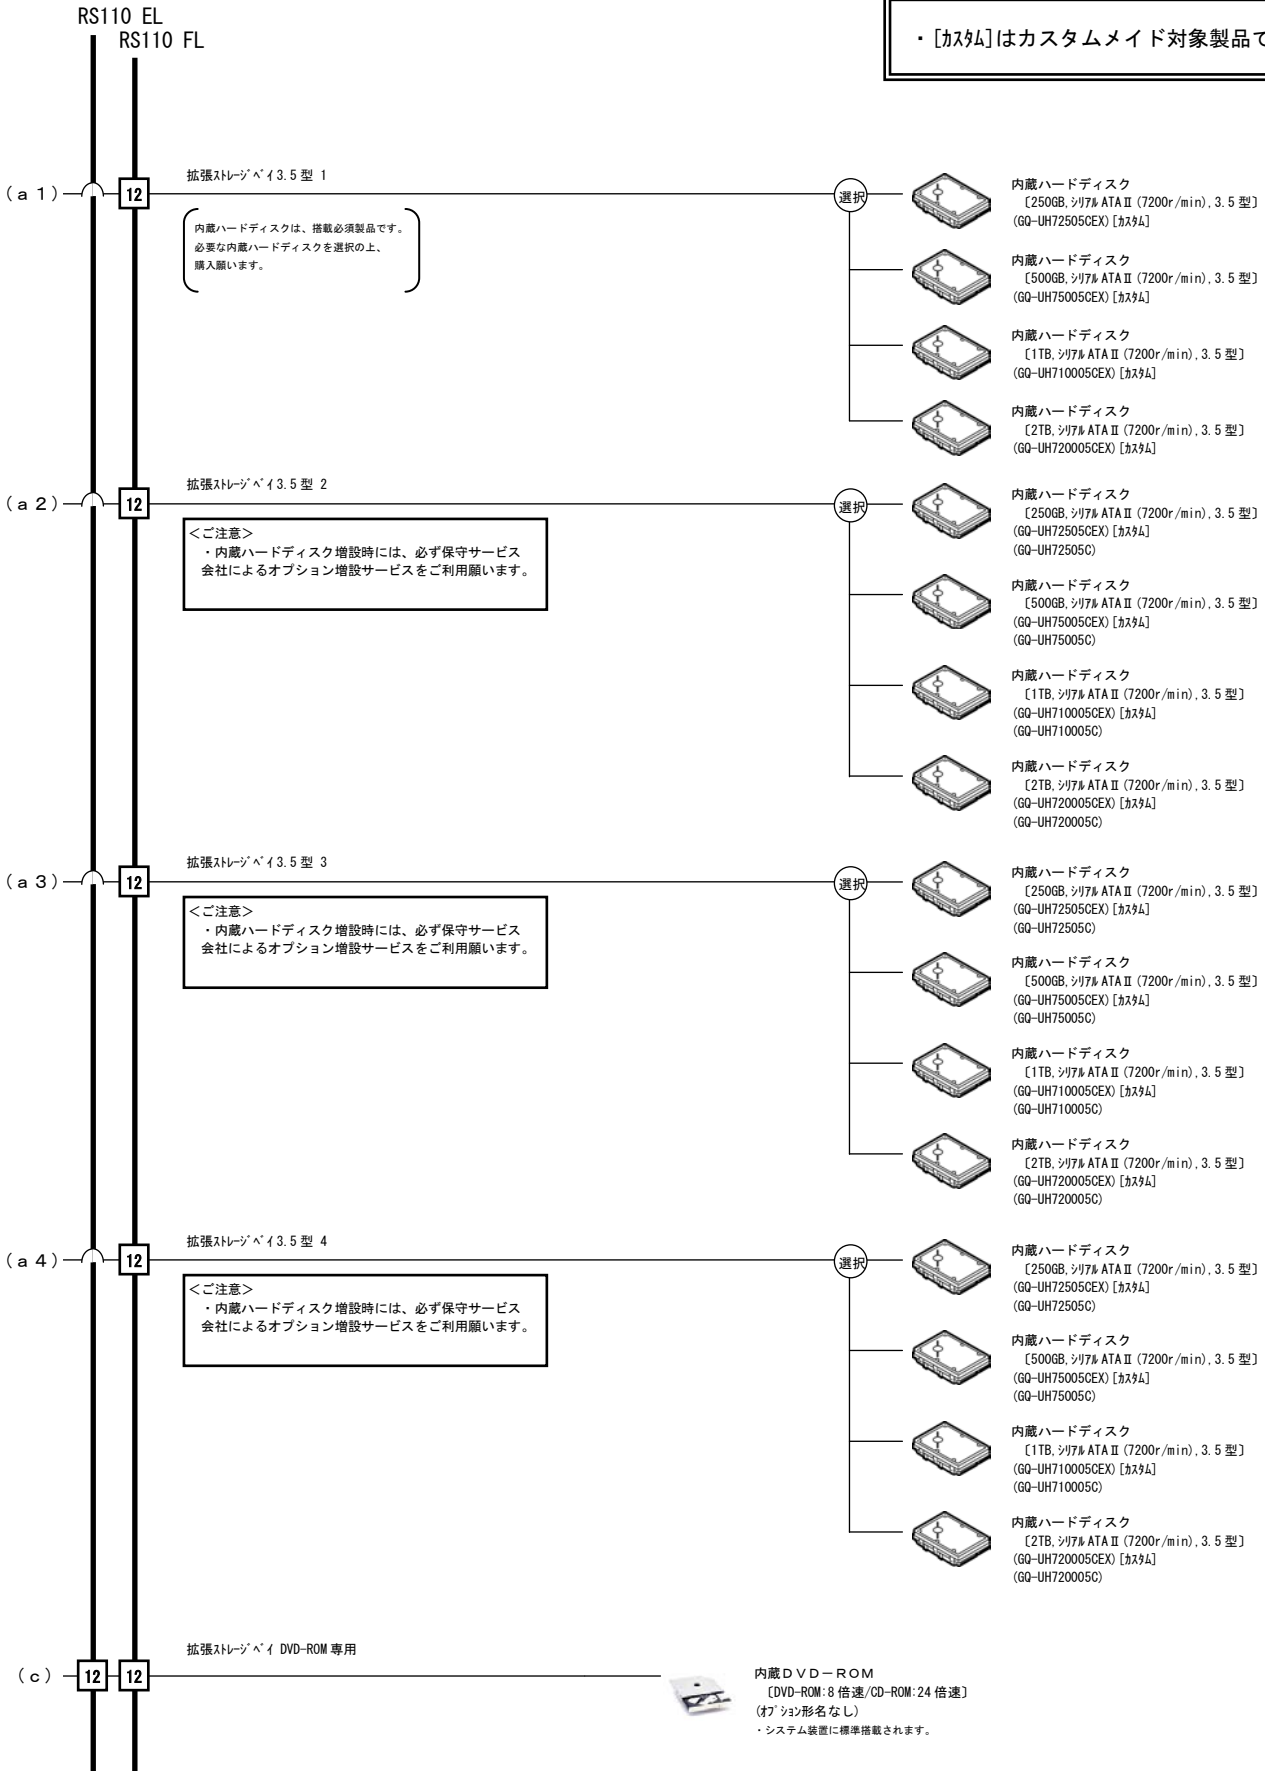 RS110 EL
RS110 FL
・[ｶｽﾀﾑ]はカスタムメイド対象製品で
(a1)
12
拡張ｽﾄﾚｰｼﾞﾍﾞｲ3.5型 1
内蔵ハードディスクは、搭載必須製品です。
必要な内蔵ハードディスクを選択の上、
購入願います。
選択
内蔵ハードディスク
〔250GB,ｼﾘｱﾙATAⅡ(7200r/min),3.5型〕
(GQ-UH72505CEX)[ｶｽﾀﾑ]
内蔵ハードディスク
〔500GB,ｼﾘｱﾙATAⅡ(7200r/min),3.5型〕
(GQ-UH75005CEX)[ｶｽﾀﾑ]
内蔵ハードディスク
〔1TB,ｼﾘｱﾙATAⅡ(7200r/min),3.5型〕
(GQ-UH710005CEX)[ｶｽﾀﾑ]
内蔵ハードディスク
〔2TB,ｼﾘｱﾙATAⅡ(7200r/min),3.5型〕
(GQ-UH720005CEX)[ｶｽﾀﾑ]
(a2)
12
拡張ｽﾄﾚｰｼﾞﾍﾞｲ3.5型 2
＜ご注意＞
・内蔵ハードディスク増設時には、必ず保守サービス
会社によるオプション増設サービスをご利用願います。
選択
内蔵ハードディスク
〔250GB,ｼﾘｱﾙATAⅡ(7200r/min),3.5型〕
(GQ-UH72505CEX)[ｶｽﾀﾑ]
(GQ-UH72505C)
内蔵ハードディスク
〔500GB,ｼﾘｱﾙATAⅡ(7200r/min),3.5型〕
(GQ-UH75005CEX)[ｶｽﾀﾑ]
(GQ-UH75005C)
内蔵ハードディスク
〔1TB,ｼﾘｱﾙATAⅡ(7200r/min),3.5型〕
(GQ-UH710005CEX)[ｶｽﾀﾑ]
(GQ-UH710005C)
内蔵ハードディスク
〔2TB,ｼﾘｱﾙATAⅡ(7200r/min),3.5型〕
(GQ-UH720005CEX)[ｶｽﾀﾑ]
(GQ-UH720005C)
(a3)
12
拡張ｽﾄﾚｰｼﾞﾍﾞｲ3.5型 3
＜ご注意＞
・内蔵ハードディスク増設時には、必ず保守サービス
会社によるオプション増設サービスをご利用願います。
選択
内蔵ハードディスク
〔250GB,ｼﾘｱﾙATAⅡ(7200r/min),3.5型〕
(GQ-UH72505CEX)[ｶｽﾀﾑ]
(GQ-UH72505C)
内蔵ハードディスク
〔500GB,ｼﾘｱﾙATAⅡ(7200r/min),3.5型〕
(GQ-UH75005CEX)[ｶｽﾀﾑ]
(GQ-UH75005C)
内蔵ハードディスク
〔1TB,ｼﾘｱﾙATAⅡ(7200r/min),3.5型〕
(GQ-UH710005CEX)[ｶｽﾀﾑ]
(GQ-UH710005C)
内蔵ハードディスク
〔2TB,ｼﾘｱﾙATAⅡ(7200r/min),3.5型〕
(GQ-UH720005CEX)[ｶｽﾀﾑ]
(GQ-UH720005C)
(a4)
12
拡張ｽﾄﾚｰｼﾞﾍﾞｲ3.5型 4
＜ご注意＞
・内蔵ハードディスク増設時には、必ず保守サービス
会社によるオプション増設サービスをご利用願います。
選択
内蔵ハードディスク
〔250GB,ｼﾘｱﾙATAⅡ(7200r/min),3.5型〕
(GQ-UH72505CEX)[ｶｽﾀﾑ]
(GQ-UH72505C)
内蔵ハードディスク
〔500GB,ｼﾘｱﾙATAⅡ(7200r/min),3.5型〕
(GQ-UH75005CEX)[ｶｽﾀﾑ]
(GQ-UH75005C)
内蔵ハードディスク
〔1TB,ｼﾘｱﾙATAⅡ(7200r/min),3.5型〕
(GQ-UH710005CEX)[ｶｽﾀﾑ]
(GQ-UH710005C)
内蔵ハードディスク
〔2TB,ｼﾘｱﾙATAⅡ(7200r/min),3.5型〕
(GQ-UH720005CEX)[ｶｽﾀﾑ]
(GQ-UH720005C)
(c)
12 12
拡張ｽﾄﾚｰｼﾞﾍﾞｲ DVD-ROM専用
内蔵ＤＶＤ－ＲＯＭ
〔DVD-ROM:8倍速/CD-ROM:24倍速〕
(ｵﾌﾟｼｮﾝ形名なし)
・システム装置に標準搭載されます。